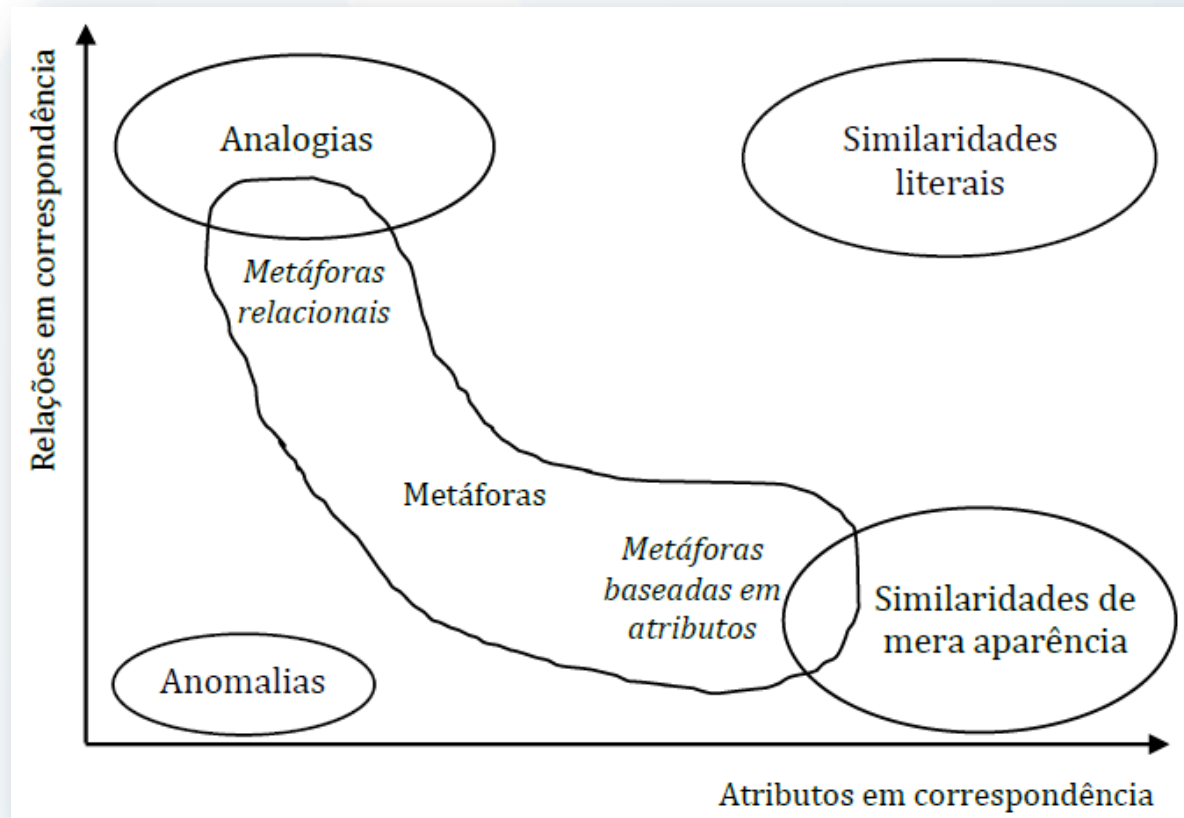 Relações em correspondência
Analogias
Similaridades
literais
Metáforas
relacionais
Metáforas
Metáforas
baseadas em
atributos
Similaridades de
mera aparência
Anomalias
Atributos em correspondência